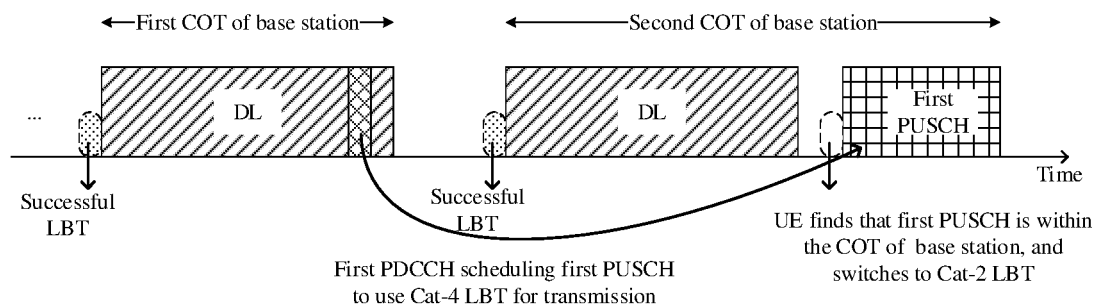 First COT of base station
Second COT of base station
DL
DL
First
PUSCH
...
Time
Successful
LBT
Successful
LBT
UE finds that first PUSCH is within
the COT of base station, and
switches to Cat-2 LBT
First PDCCH scheduling first PUSCH
to use Cat-4 LBT for transmission